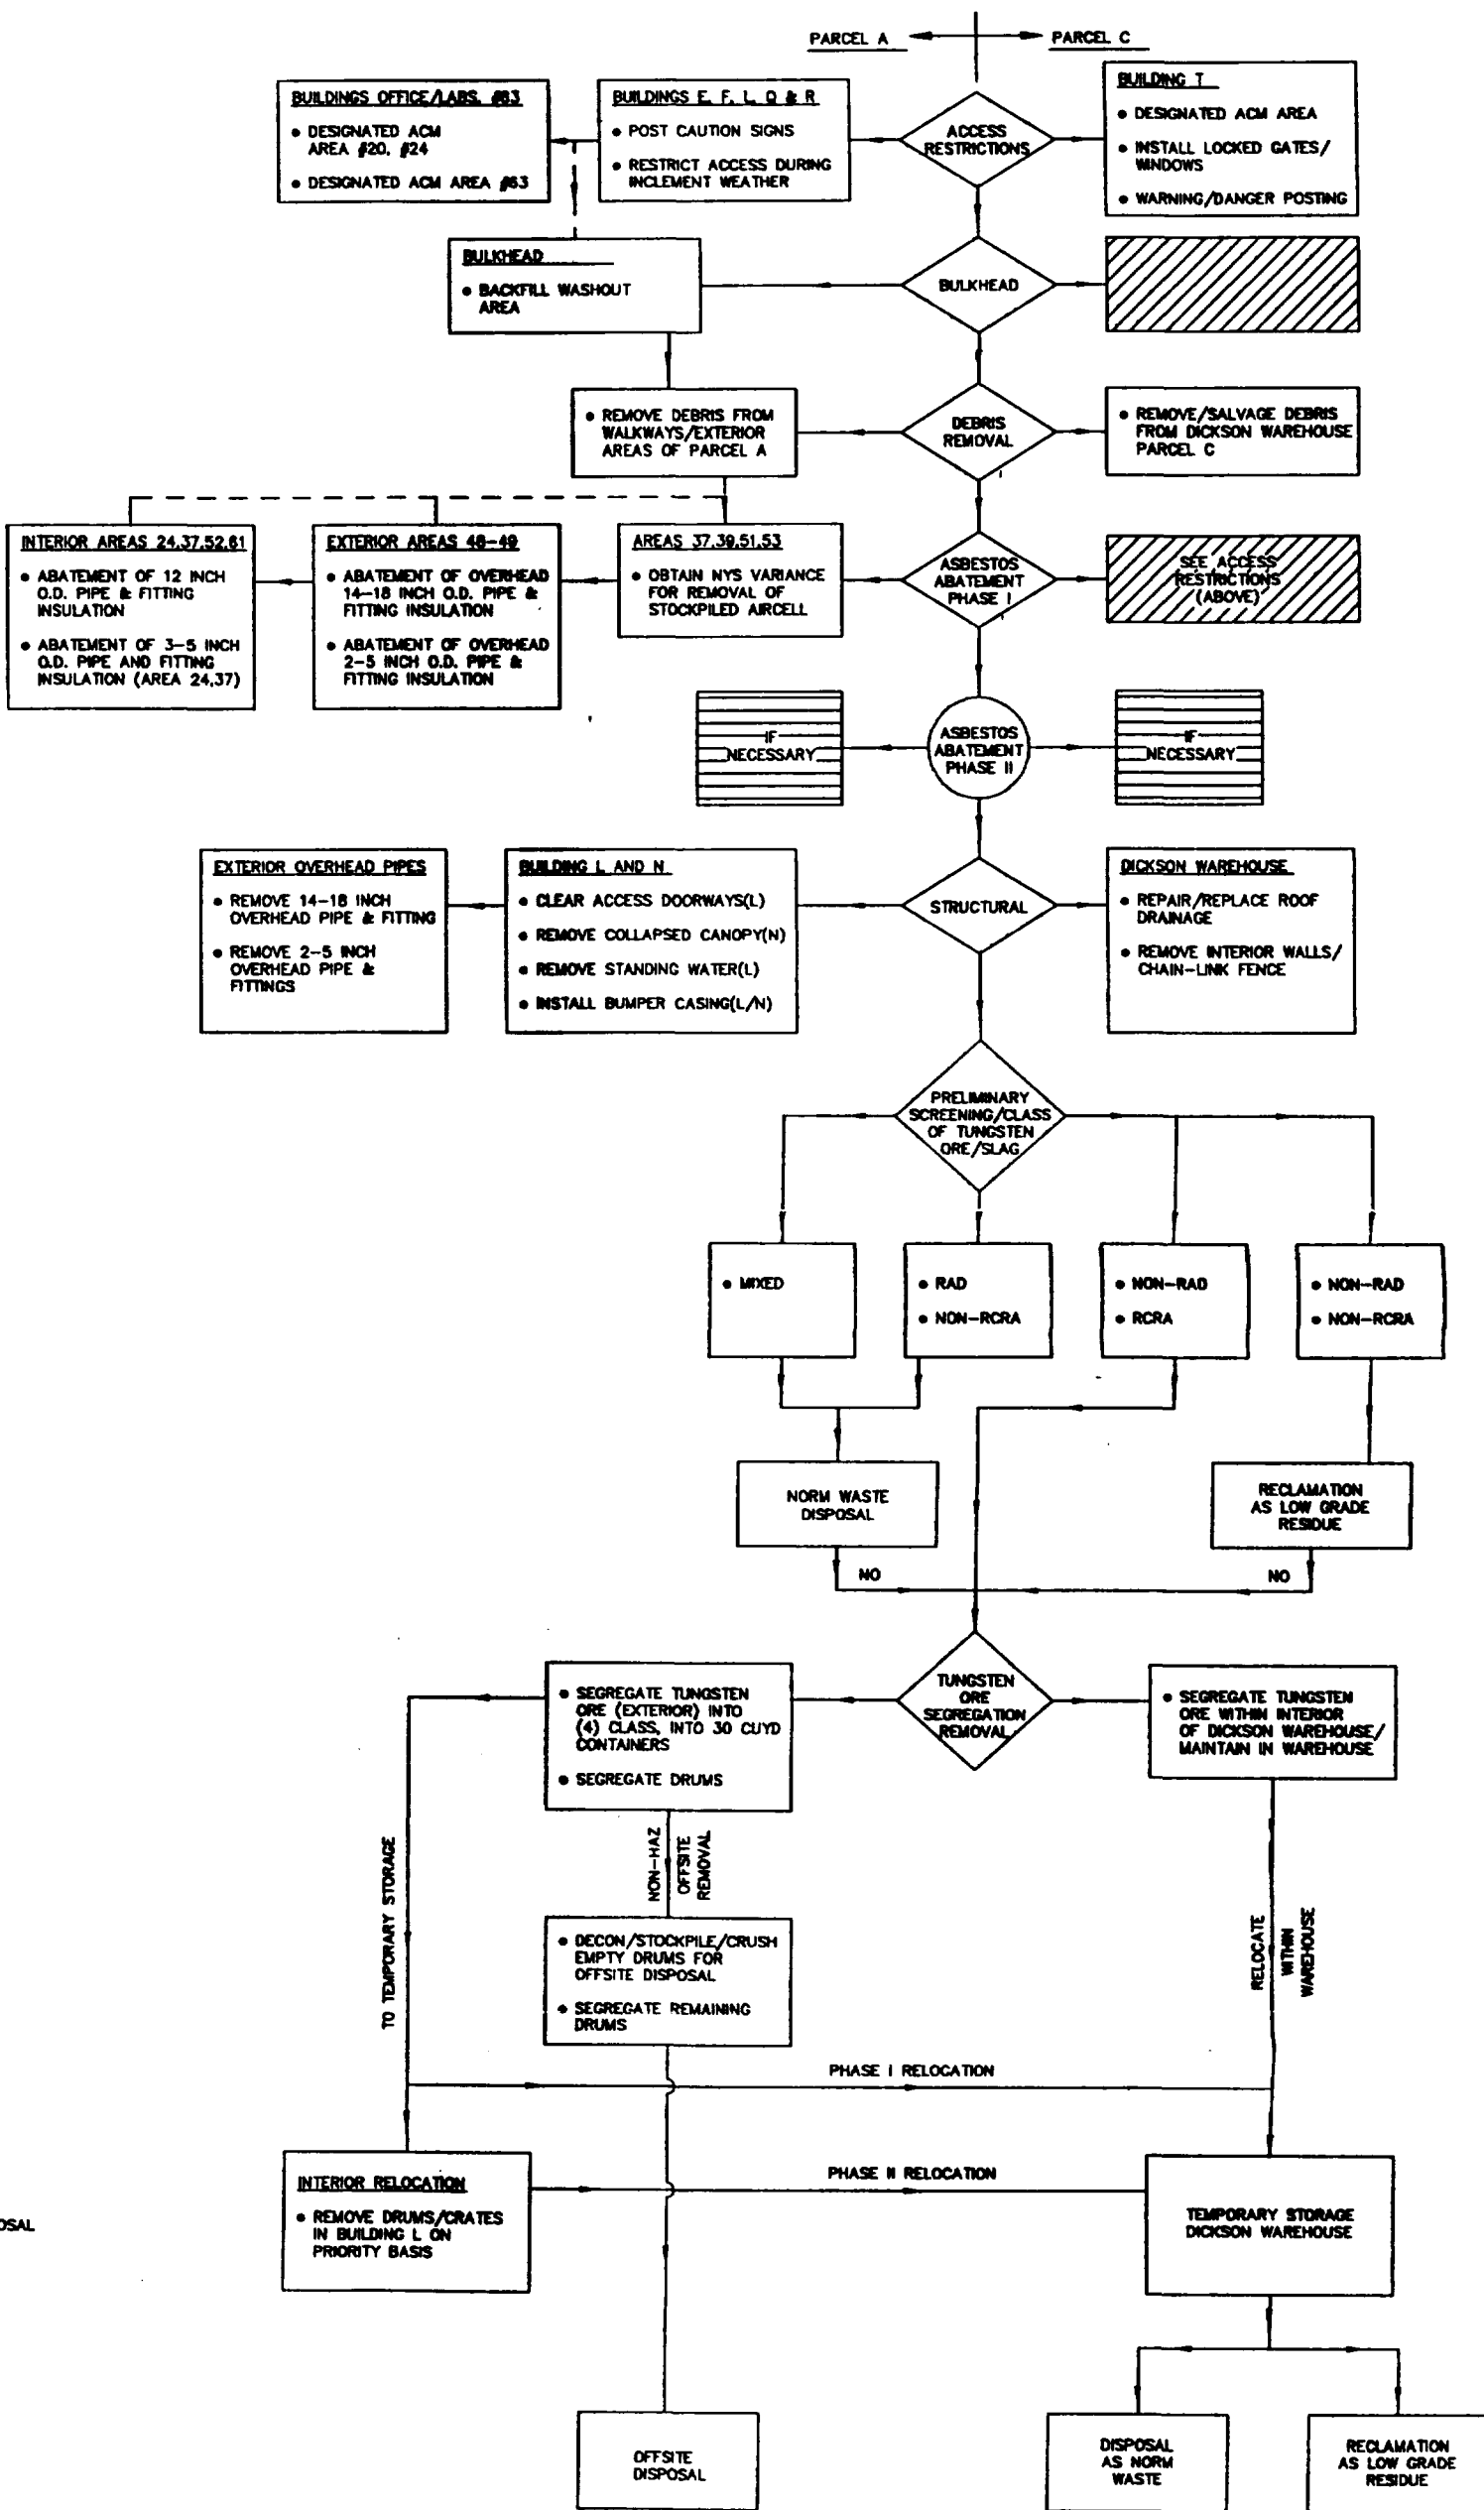 PARCEL A
PARCEL C
BUILDINGS OFFICE/LABS, #63
• DESIGNATED ACM
AREA #20, #24
• DESIGNATED ACM AREA #63
BUILDINGS E, F, L, Q & R
• POST CAUTION SIGNS
• RESTRICT ACCESS DURING
INCLEMENT WEATHER
ACCESS
RESTRICTIONS
BUILDING T
• DESIGNATED ACM AREA
• INSTALL LOCKED GATES/
WINDOWS
• WARNING/DANGER POSTING
BULKHEAD
• BACKFILL WASHOUT
AREA
BULKHEAD
• REMOVE DEBRIS FROM
WALKWAYS/EXTERIOR
AREAS OF PARCEL A
DEBRIS
REMOVAL
• REMOVE/SALVAGE DEBRIS
FROM DICKSON WAREHOUSE
PARCEL C
INTERIOR AREAS 24,37,52,61
• ABATEMENT OF 12 INCH
O.D. PIPE & FITTING
INSULATION
• ABATEMENT OF 3-5 INCH
O.D. PIPE AND FITTING
INSULATION (AREA 24,37)
EXTERIOR AREAS 48-49
• ABATEMENT OF OVERHEAD
14-18 INCH O.D. PIPE &
FITTING INSULATION
• ABATEMENT OF OVERHEAD
2-5 INCH O.D. PIPE &
FITTING INSULATION
AREAS 37,39,51,53
• OBTAIN NYS VARIANCE
FOR REMOVAL OF
STOCKPILED AIRCELL
ASBESTOS
ABATEMENT
PHASE I
SEE ACCESS
RESTRICTIONS
(ABOVE)
IF
NECESSARY
ASBESTOS
ABATEMENT
PHASE II
IF
NECESSARY
EXTERIOR OVERHEAD PIPES
• REMOVE 14-18 INCH
OVERHEAD PIPE & FITTING
• REMOVE 2-5 INCH
OVERHEAD PIPE &
FITTINGS
BUILDING L AND N
• CLEAR ACCESS DOORWAYS(L)
• REMOVE COLLAPSED CANOPY(N)
• REMOVE STANDING WATER(L)
• INSTALL BUMPER CASING(L/N)
STRUCTURAL
DICKSON WAREHOUSE
• REPAIR/REPLACE ROOF
DRAINAGE
• REMOVE INTERIOR WALLS/
CHAIN-LINK FENCE
PRELIMINARY
SCREENING/CLASS
OF TUNGSTEN
ORE/SLAG
• MIXED
• RAD
• NON-RCRA
• NON-RAD
• RCRA
• NON-RAD
• NON-RCRA
NORM WASTE
DISPOSAL
RECLAMATION
AS LOW GRADE
RESIDUE
NO
NO
• SEGREGATE TUNGSTEN
ORE (EXTERIOR) INTO
(4) CLASS, INTO 30 CUYD
CONTAINERS
• SEGREGATE DRUMS
TUNGSTEN
ORE
SEGREGATION
REMOVAL
• SEGREGATE TUNGSTEN
ORE WITHIN INTERIOR
OF DICKSON WAREHOUSE/
MAINTAIN IN WAREHOUSE
TO TEMPORARY STORAGE
NON-HAZ
OFFSITE
REMOVAL
RELOCATE
WITHIN
WAREHOUSE
• DECON/STOCKPILE/CRUSH
EMPTY DRUMS FOR
OFFSITE DISPOSAL
• SEGREGATE REMAINING
DRUMS
PHASE I RELOCATION
INTERIOR RELOCATION
• REMOVE DRUMS/CRATES
IN BUILDING L ON
PRIORITY BASIS
PHASE II RELOCATION
TEMPORARY STORAGE
DICKSON WAREHOUSE
OSAL
OFFSITE
DISPOSAL
DISPOSAL
AS NORM
WASTE
RECLAMATION
AS LOW GRADE
RESIDUE